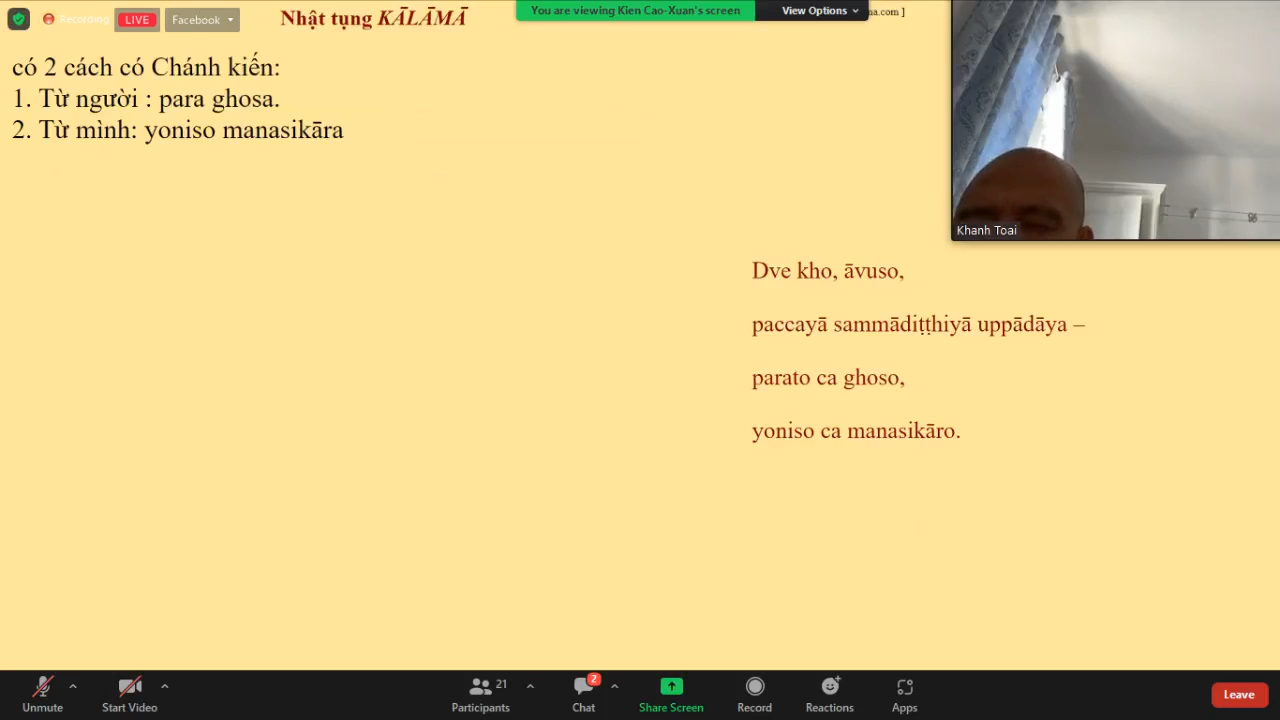 Recording
LIVE
Facebook
Nhật tụng KĀLĀMĀ
You are viewing Kien Cao-Xuan's screen
View Options
na.com ]
có 2 cách có Chánh kiến:
1. Từ người : para ghosa.
2. Từ mình: yoniso manasikāra
Khanh Toai
Dve kho, āvuso,
paccayā sammādiṭṭhiyā uppādāya –
parato ca ghoso,
yoniso ca manasikāro.
Unmute
Start Video
21
Participants
2
Chat
Share Screen
Record
Reactions
Apps
Leave